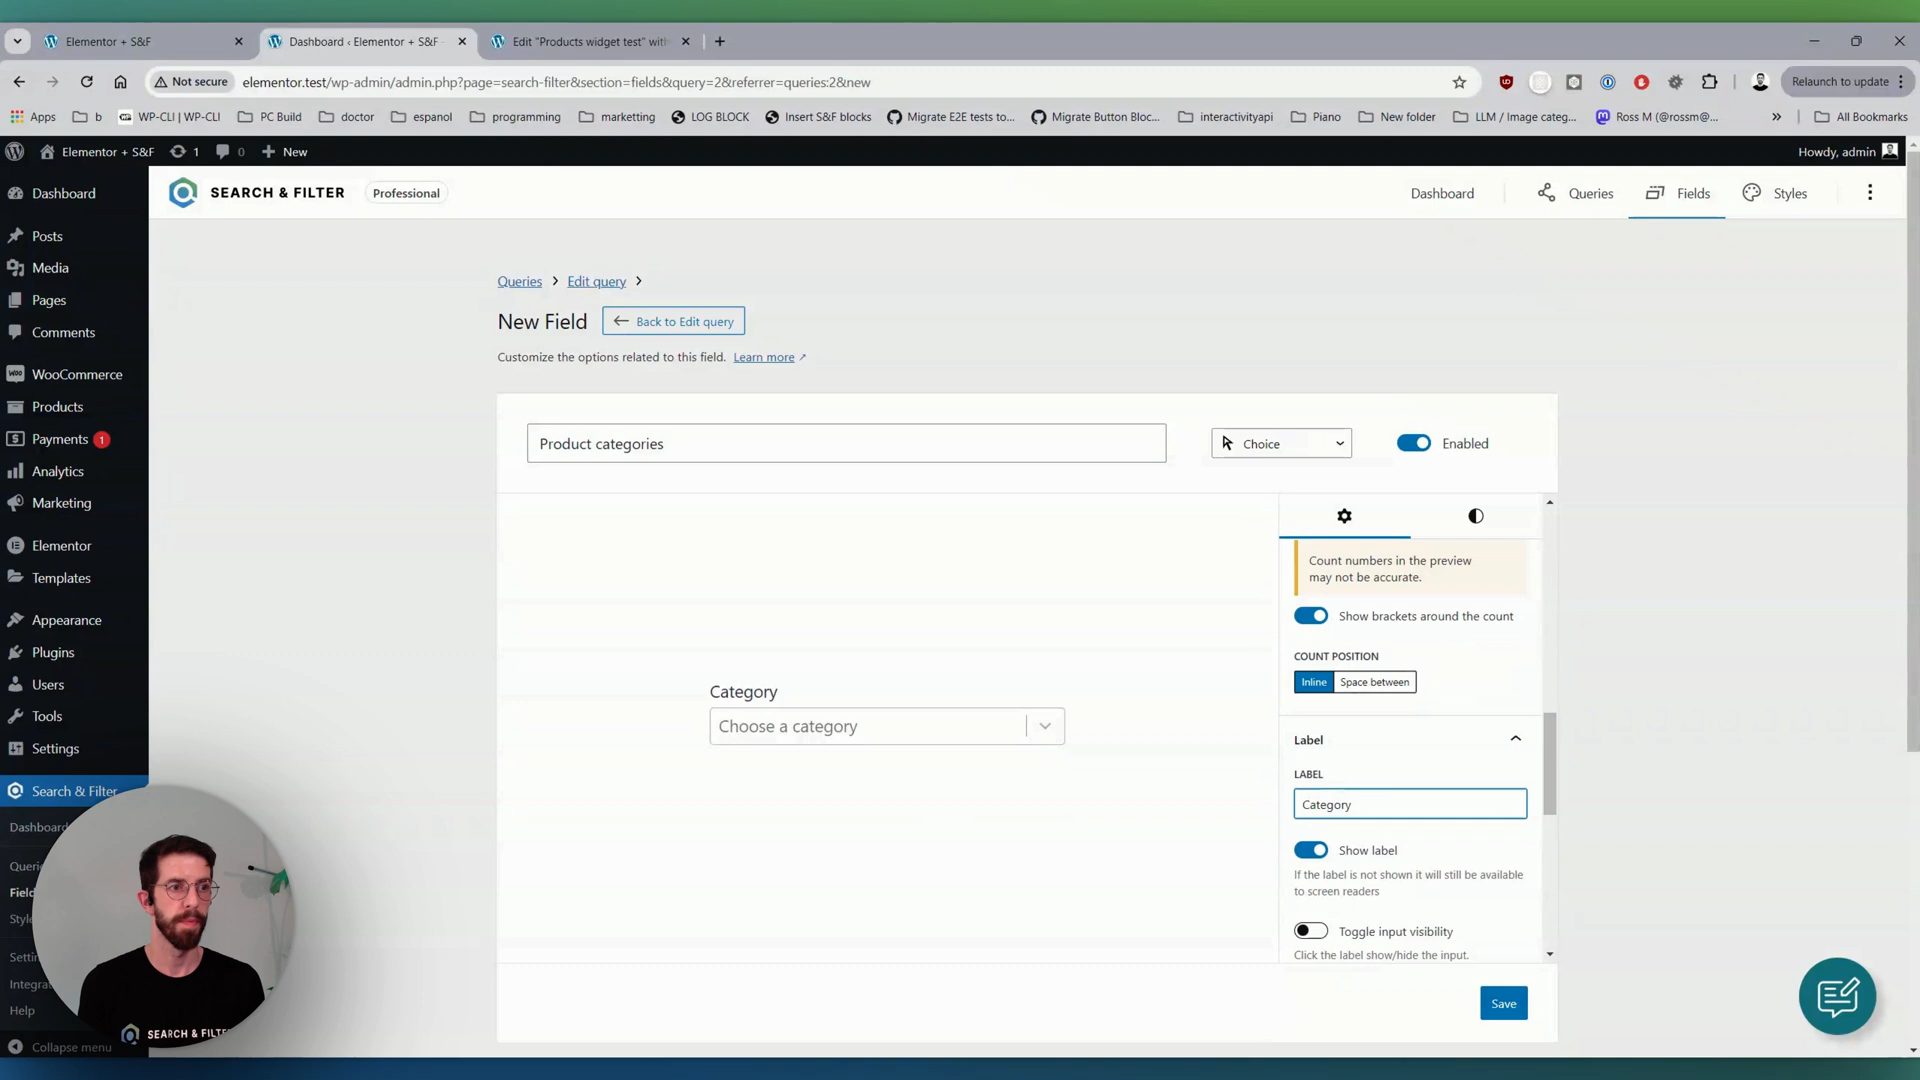 Elementor + S&F
Dashboard ‹ Elementor + S&F -
Edit "Products widget test" with
Not secure
elementor.test/wp-admin/admin.php?page=search-filter&section=fields&query=2&referrer=queries:2&new
Relaunch to update
Apps
b
WP-CLI | WP-CLI
PC Build
doctor
espanol
programming
marketting
LOG BLOCK
Insert S&F blocks
Migrate E2E tests to...
Migrate Button Bloc...
interactivityapi
Piano
New folder
LLM / Image categ...
Ross M (@rossm@...
All Bookmarks
Elementor + S&F
1
0
New
Howdy, admin
Dashboard
Posts
Media
Pages
Comments
WooCommerce
Products
Payments 1
Analytics
Marketing
Elementor
Templates
Appearance
Plugins
Users
Tools
Settings
Search & Filter
Dashboard
Querie
Field
Style
Settin
Integrat
Help
Collapse menu
SEARCH & FILTER
Professional
Dashboard
Queries
Fields
Styles
Queries
Edit query
New Field
Back to Edit query
Customize the options related to this field. Learn more
Product categories
Choice
Enabled
Category
Choose a category
Count numbers in the preview
may not be accurate.
Show brackets around the count
COUNT POSITION
Inline
Space between
Label
LABEL
Category
Show label
If the label is not shown it will still be available
to screen readers
Toggle input visibility
Click the label show/hide the input.
Save
SEARCH & FILTE